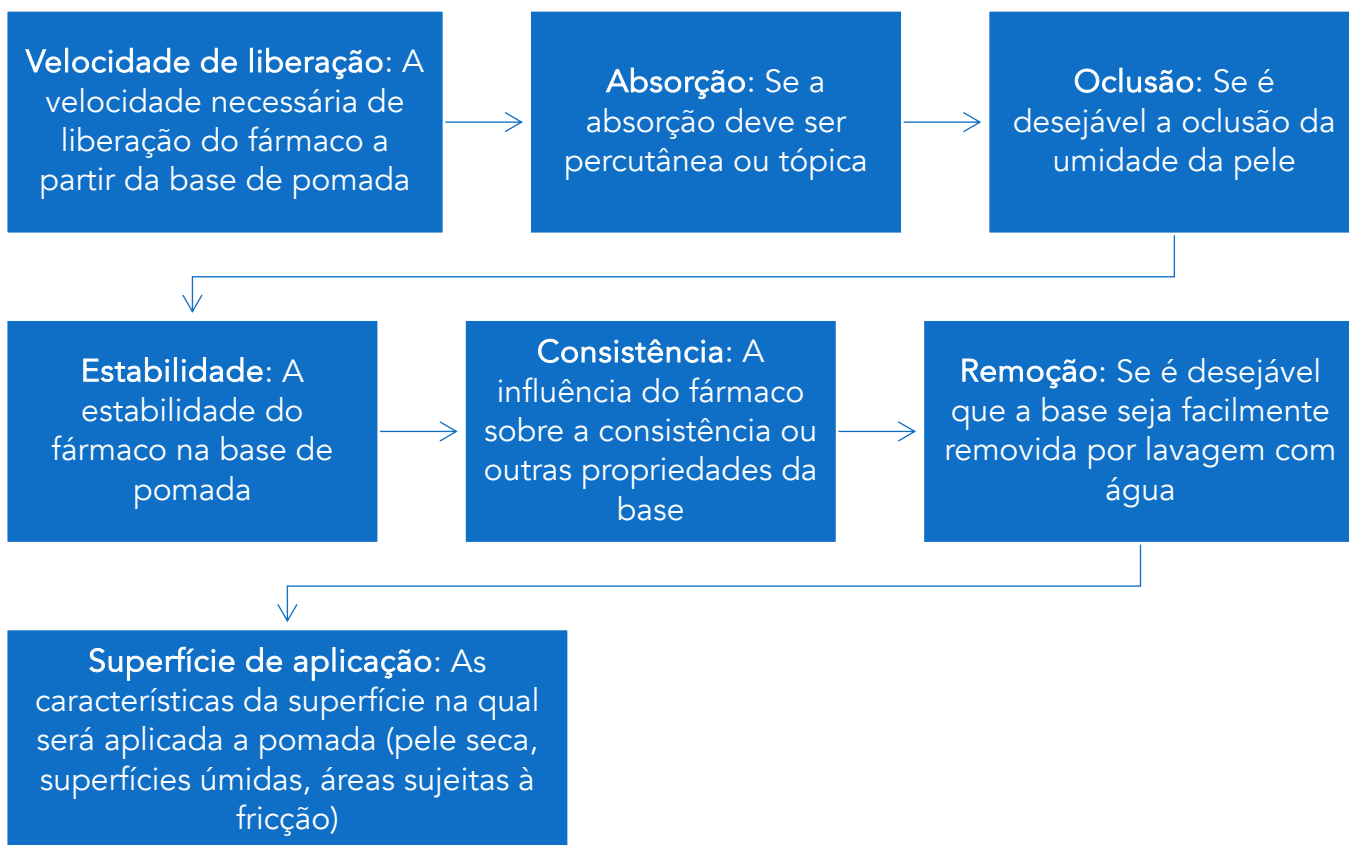 Velocidade de liberação: A
velocidade necessária de
liberação do fármaco a
partir da base de pomada
Absorção: Se a
absorção deve ser
percutânea ou tópica
Oclusão: Se é
desejável a oclusão da
umidade da pele
Estabilidade: A
estabilidade do
fármaco na base de
pomada
Consistência: A
influência do fármaco
sobre a consistência ou
outras propriedades da
base
Remoção: Se é desejável
que a base seja facilmente
removida por lavagem com
água
Superfície de aplicação: As
características da superfície na qual
será aplicada a pomada (pele seca,
superfícies úmidas, áreas sujeitas à
fricção)